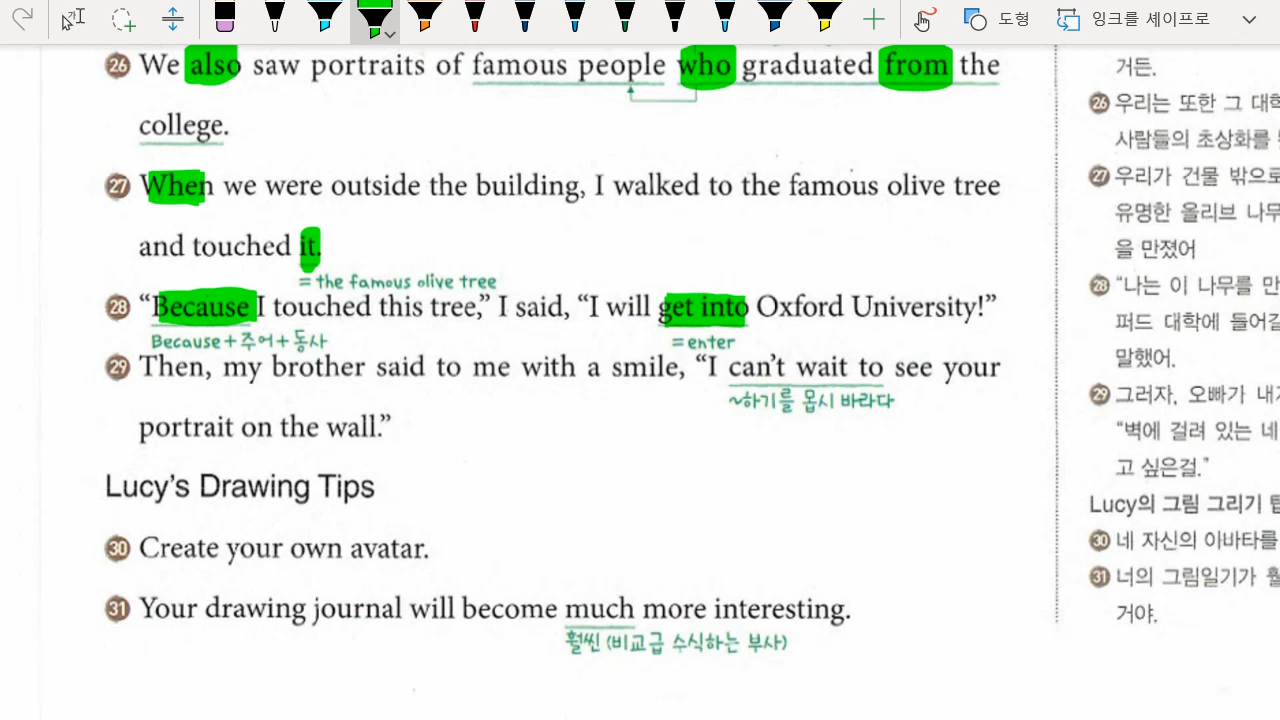 도형
잉크를 셰이프로
26 We also saw portraits of famous people who graduated from the
college.
27 When we were outside the building, I walked to the famous olive tree
and touched it.
= the famous olive tree
28 “Because I touched this tree,” I said, “I will get into Oxford University!”
Because+주어+동사
=enter
29 Then, my brother said to me with a smile, “I can’t wait to see your
~하기를 몹시 바라다
portrait on the wall.”
Lucy’s Drawing Tips
30 Create your own avatar.
31 Your drawing journal will become much more interesting.
훨씬 (비교급 수식하는 부사)
거든.
26 우리는 또한 그 대학
사람들의 초상화를
27 우리가 건물 밖으로
유명한 올리브 나무
을 만졌어
28 “나는 이 나무를 만
퍼드 대학에 들어갈
말했어.
29 그러자, 오빠가 내게
“벽에 걸려 있는 네
고 싶은걸.”
Lucy의 그림 그리기 팁
30 네 자신의 아바타를
31 너의 그림일기가 훨
거야.